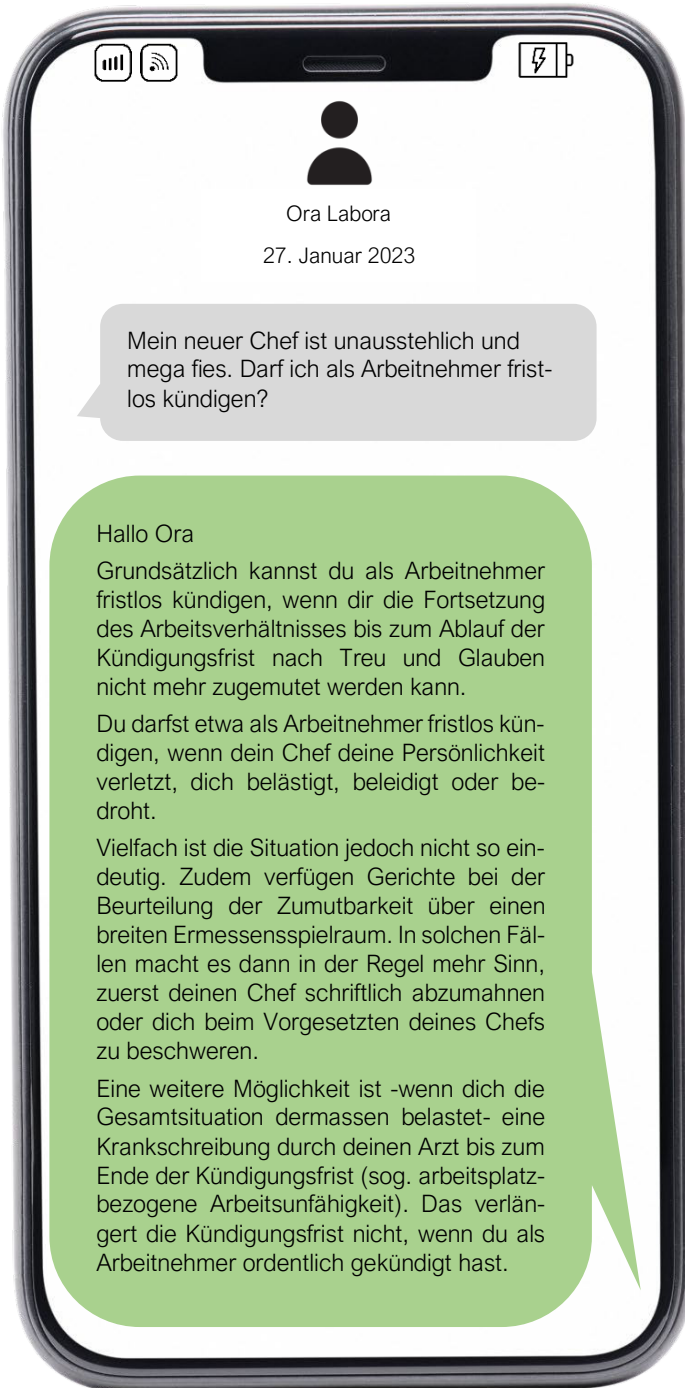 Ora Labora
27. Januar 2023
Mein neuer Chef ist unausstehlich und
mega fies. Darf ich als Arbeitnehmer frist-
los kündigen?
Hallo Ora
Grundsätzlich kannst du als Arbeitnehmer
fristlos kündigen, wenn dir die Fortsetzung
des Arbeitsverhältnisses bis zum Ablauf der
Kündigungsfrist nach Treu und Glauben
nicht mehr zugemutet werden kann.
Du darfst etwa als Arbeitnehmer fristlos kün-
digen, wenn dein Chef deine Persönlichkeit
verletzt, dich belästigt, beleidigt oder be-
droht.
Vielfach ist die Situation jedoch nicht so ein-
deutig. Zudem verfügen Gerichte bei der
Beurteilung der Zumutbarkeit über einen
breiten Ermessensspielraum. In solchen Fäl-
len macht es dann in der Regel mehr Sinn,
zuerst deinen Chef schriftlich abzumahnen
oder dich beim Vorgesetzten deines Chefs
zu beschweren.
Eine weitere Möglichkeit ist -wenn dich die
Gesamtsituation dermassen belastet- eine
Krankschreibung durch deinen Arzt bis zum
Ende der Kündigungsfrist (sog. arbeitsplatz-
bezogene Arbeitsunfähigkeit). Das verlän-
gert die Kündigungsfrist nicht, wenn du als
Arbeitnehmer ordentlich gekündigt hast.